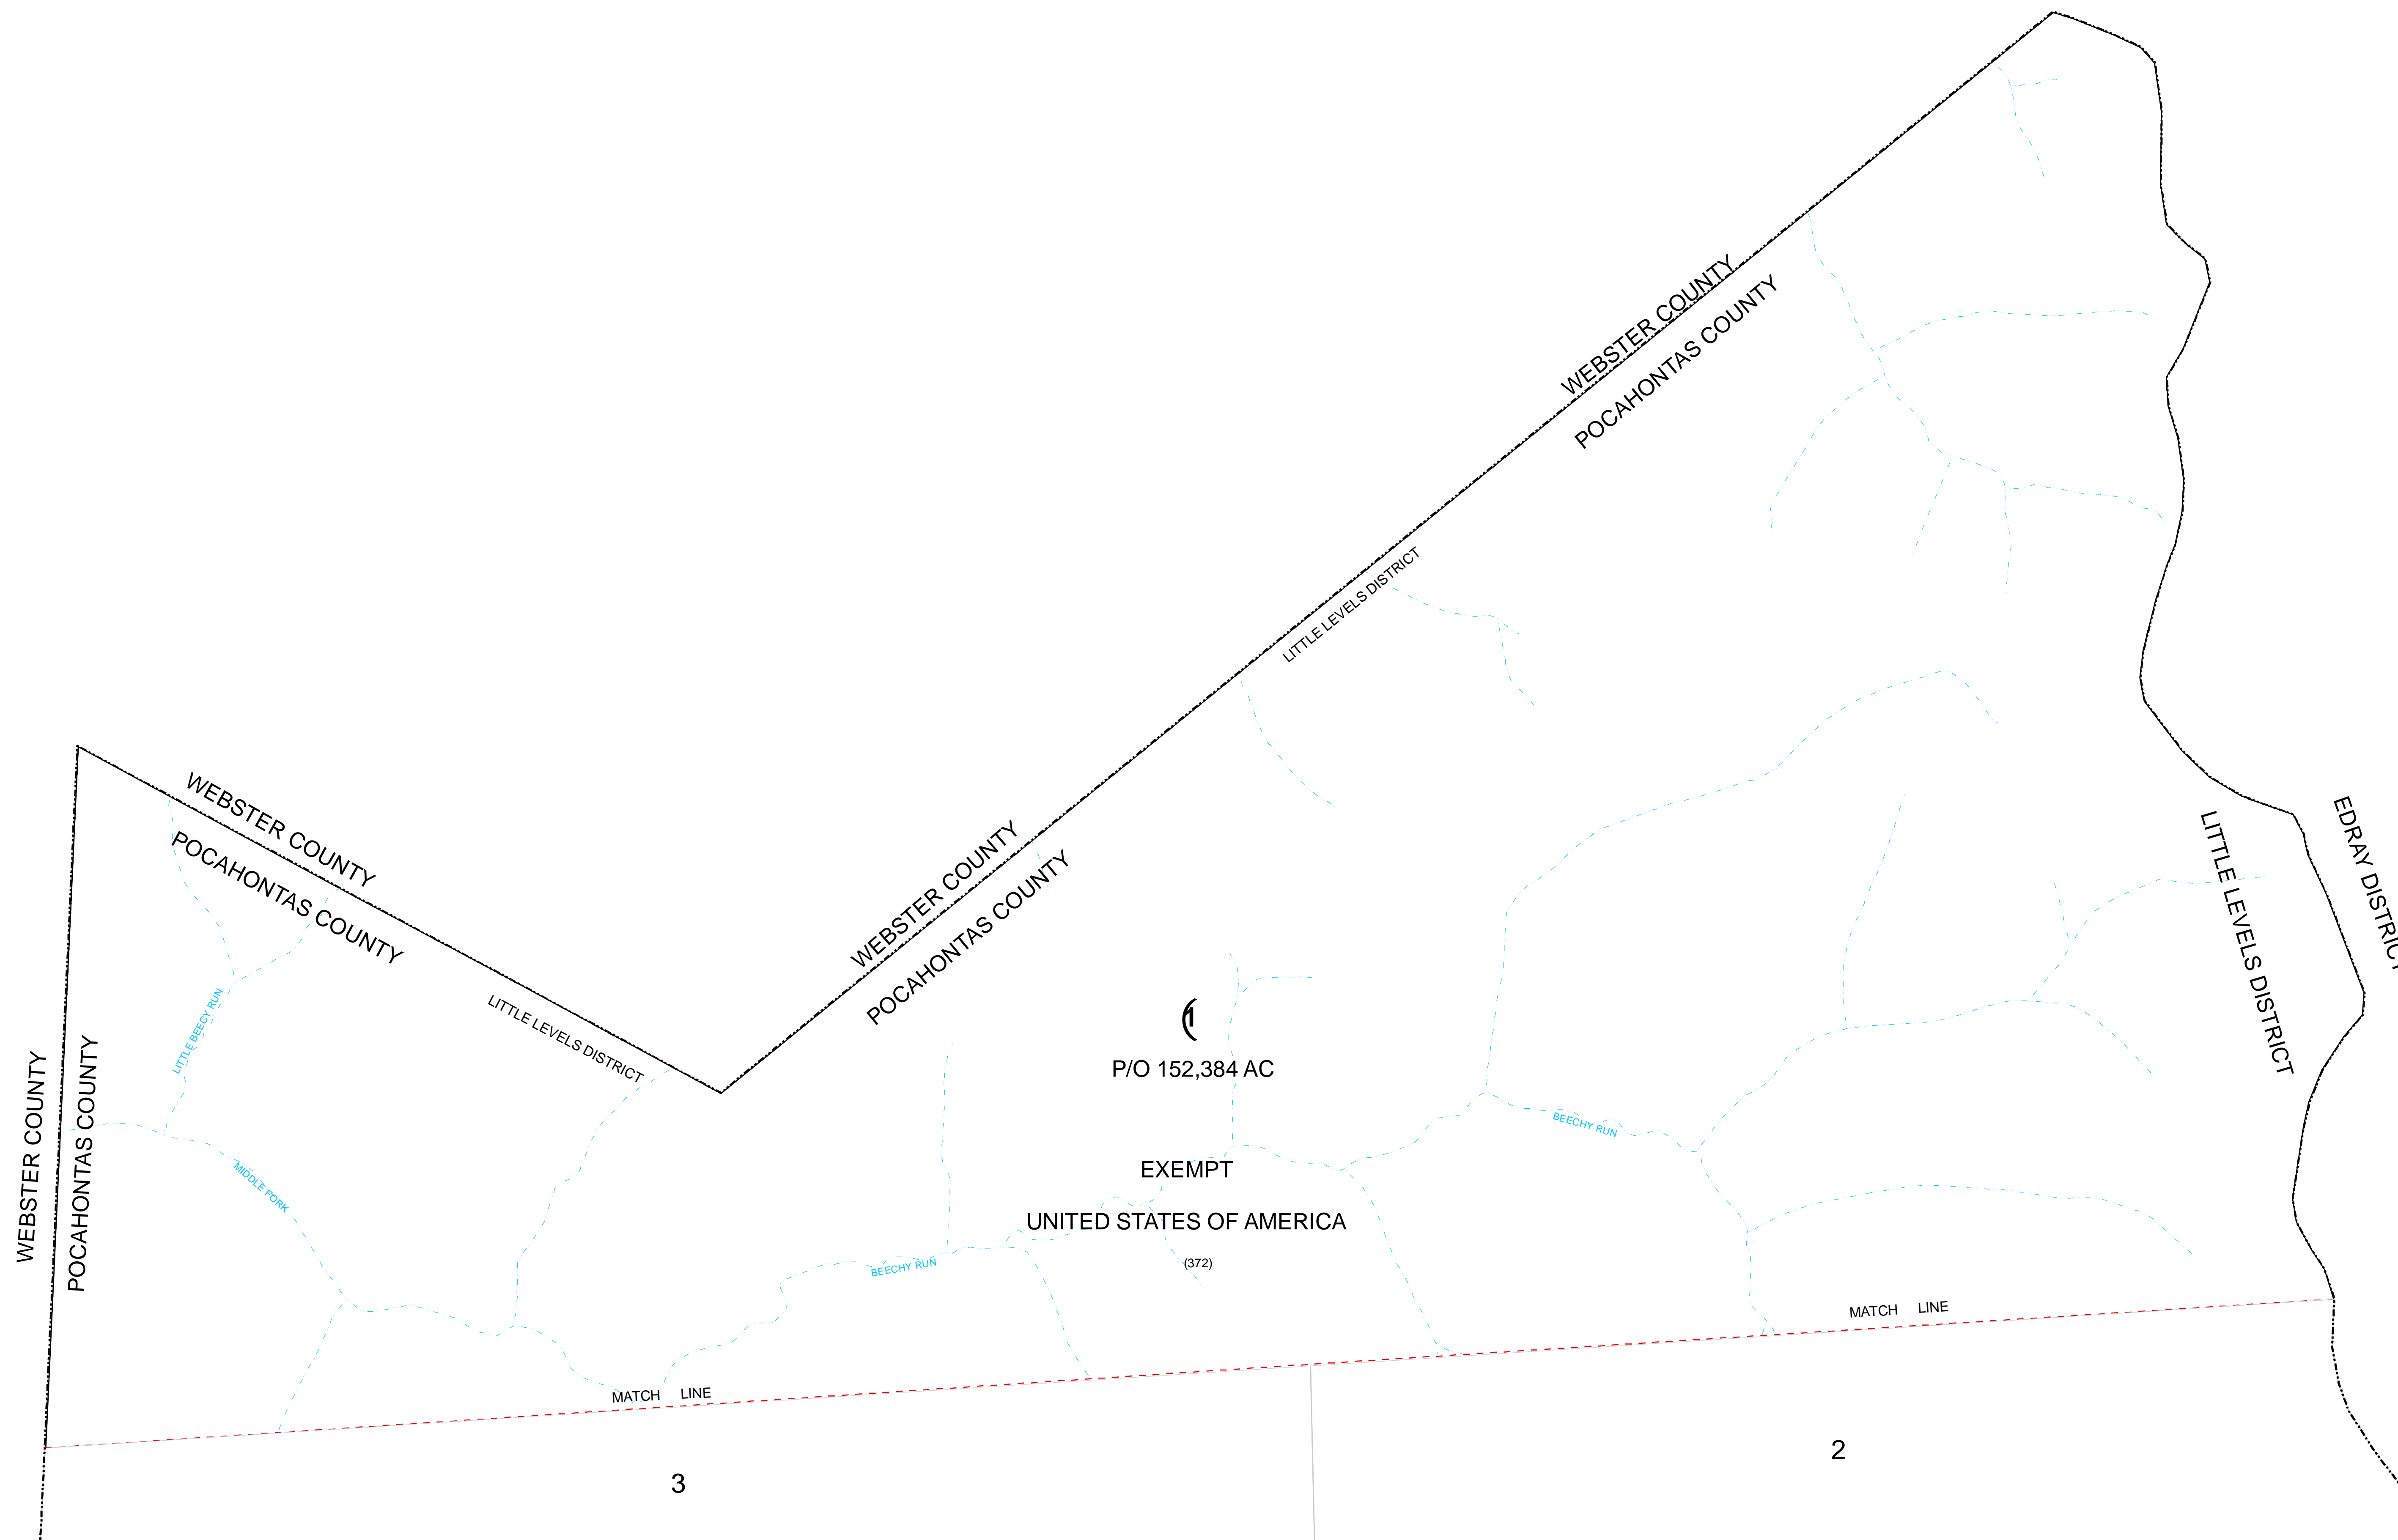 WEBSTER COUNTY
POCAHONTAS COUNTY
LITTLE LEVELS DISTRICT
WEBSTER COUNTY
POCAHONTAS COUNTY
LITTLE LEVELS DISTRICT
WEBSTER COUNTY
POCAHONTAS COUNTY
WEBSTER COUNTY
POCAHONTAS COUNTY
LITTLE LEVELS DISTRICT
EDRAY DISTRICT
LITTLE BEECY RUN
MIDDLE FORK
1
P/O 152,384 AC
EXEMPT
UNITED STATES OF AMERICA
(372)
BEECHY RUN
BEECHY RUN
MATCH LINE
MATCH LINE
3
2